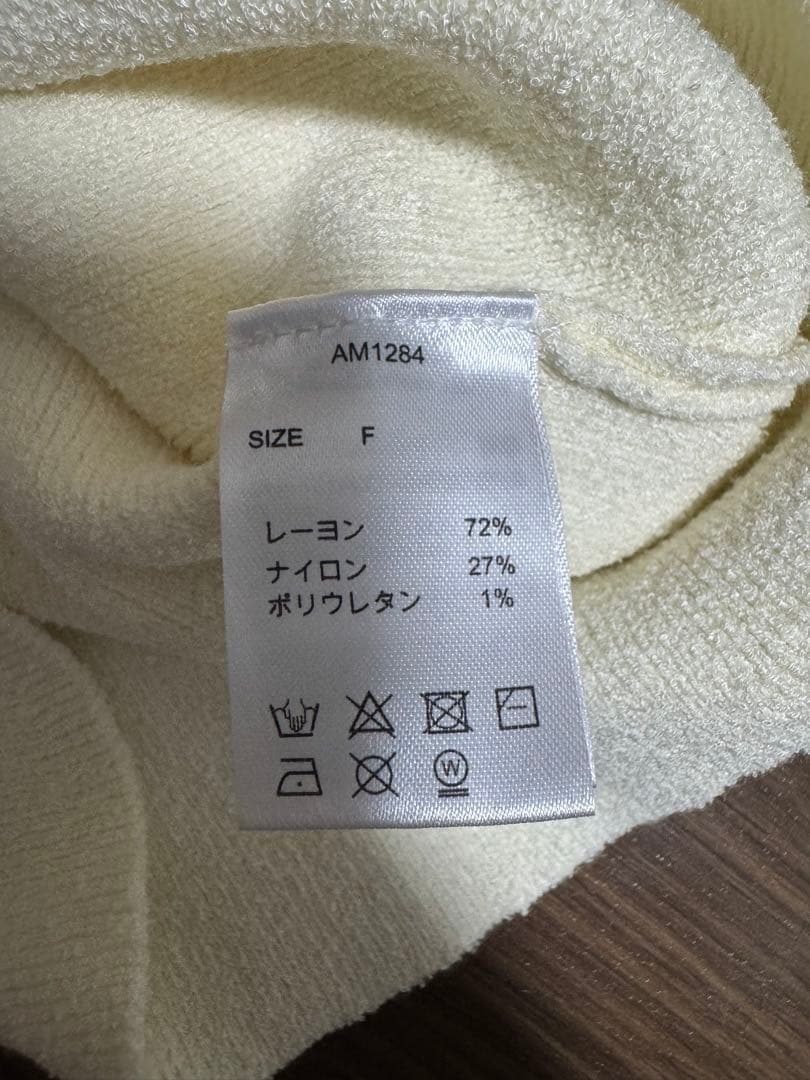 AM1284
SIZE F
レーヨン 72%
ナイロン 27%
ポリウレタン 1%
W